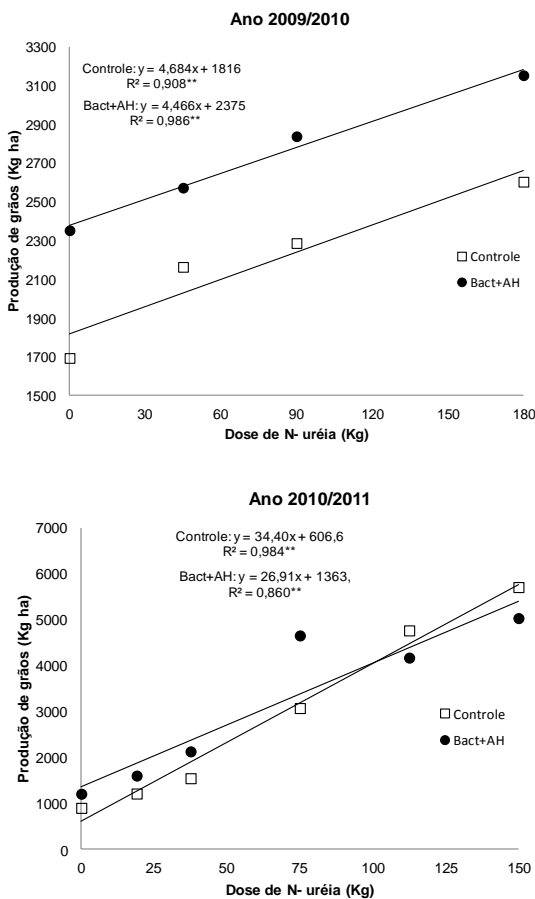 Ano 2009/2010
3300
3100
2900
2700
2500
2300
2100
1900
1700
1500
Produção de grãos (Kg ha)
Controle: y = 4,684x + 1816
R² = 0,908**
Bact+AH: y = 4,466x + 2375
R² = 0,986**
Controle
Bact+AH
0 30 60 90 120 150 180
Dose de N- uréia (Kg)
Ano 2010/2011
7000
6000
5000
4000
3000
2000
1000
0
Produção de grãos (Kg ha)
Controle: y = 34,40x + 606,6
R² = 0,984**
Bact+AH: y = 26,91x + 1363,
R² = 0,860**
Controle
Bact+AH
0 25 50 75 100 125 150
Dose de N- uréia (Kg)